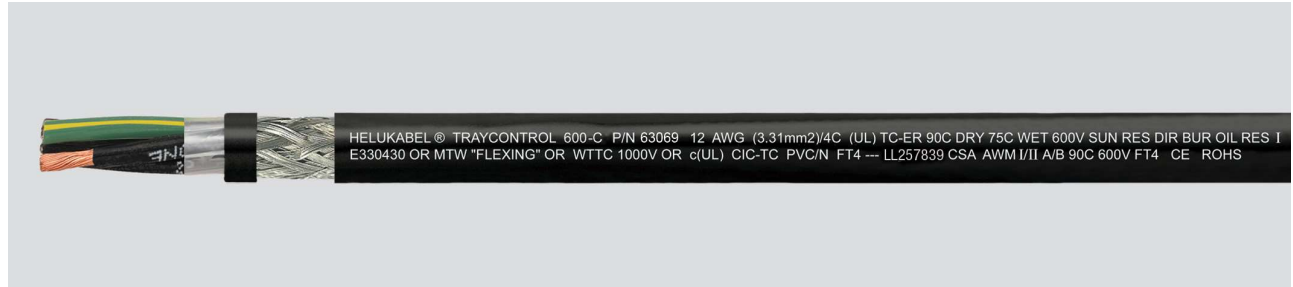 HELUKABEL ® TRAYCONTROL 600-C P/N 63069 12 AWG (3.31mm2)/4C (UL) TC-ER 90C DRY 75C WET 600V SUN RES DIR BUR OIL RES I
E330430 OR MTW "FLEXING" OR WTTC 1000V OR c(UL) CIC-TC PVC/N FT4 --- LL257839 CSA AWM I/II A/B 90C 600V FT4 CE ROHS